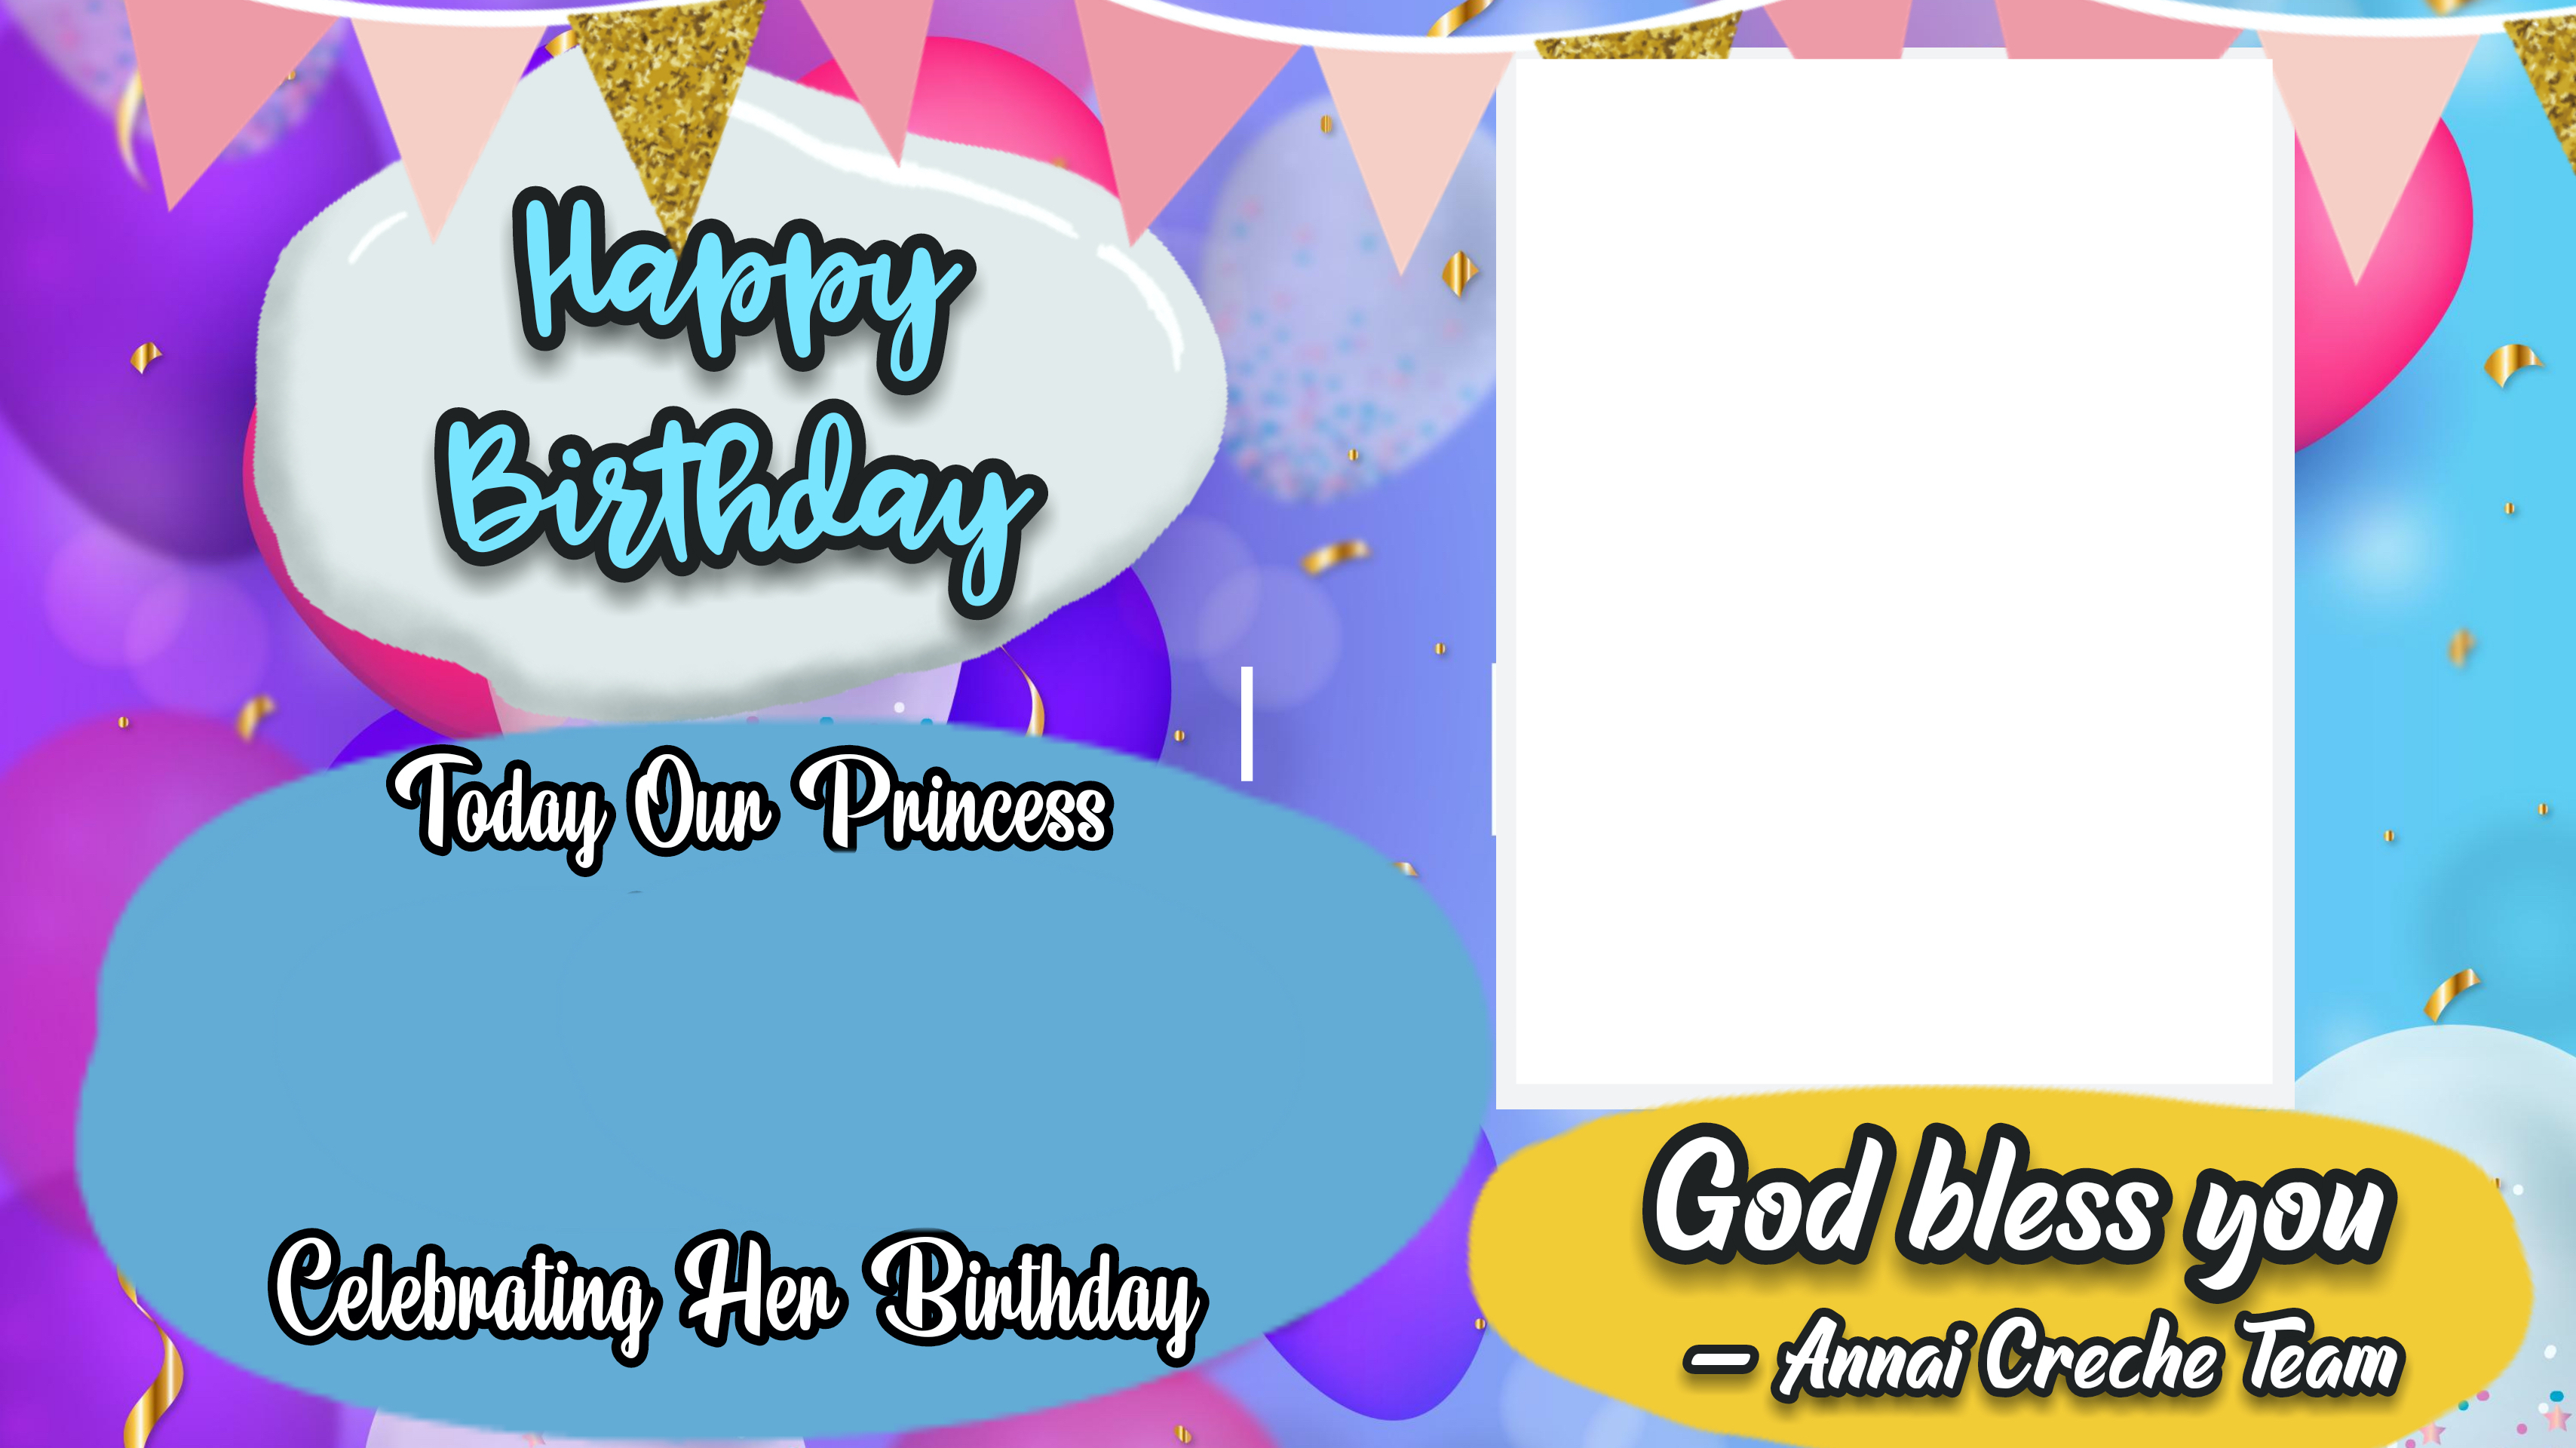 Happy
Birthday
Today Our Princess
Celebrating Her Birthday
God bless you
– Annai Creche Team